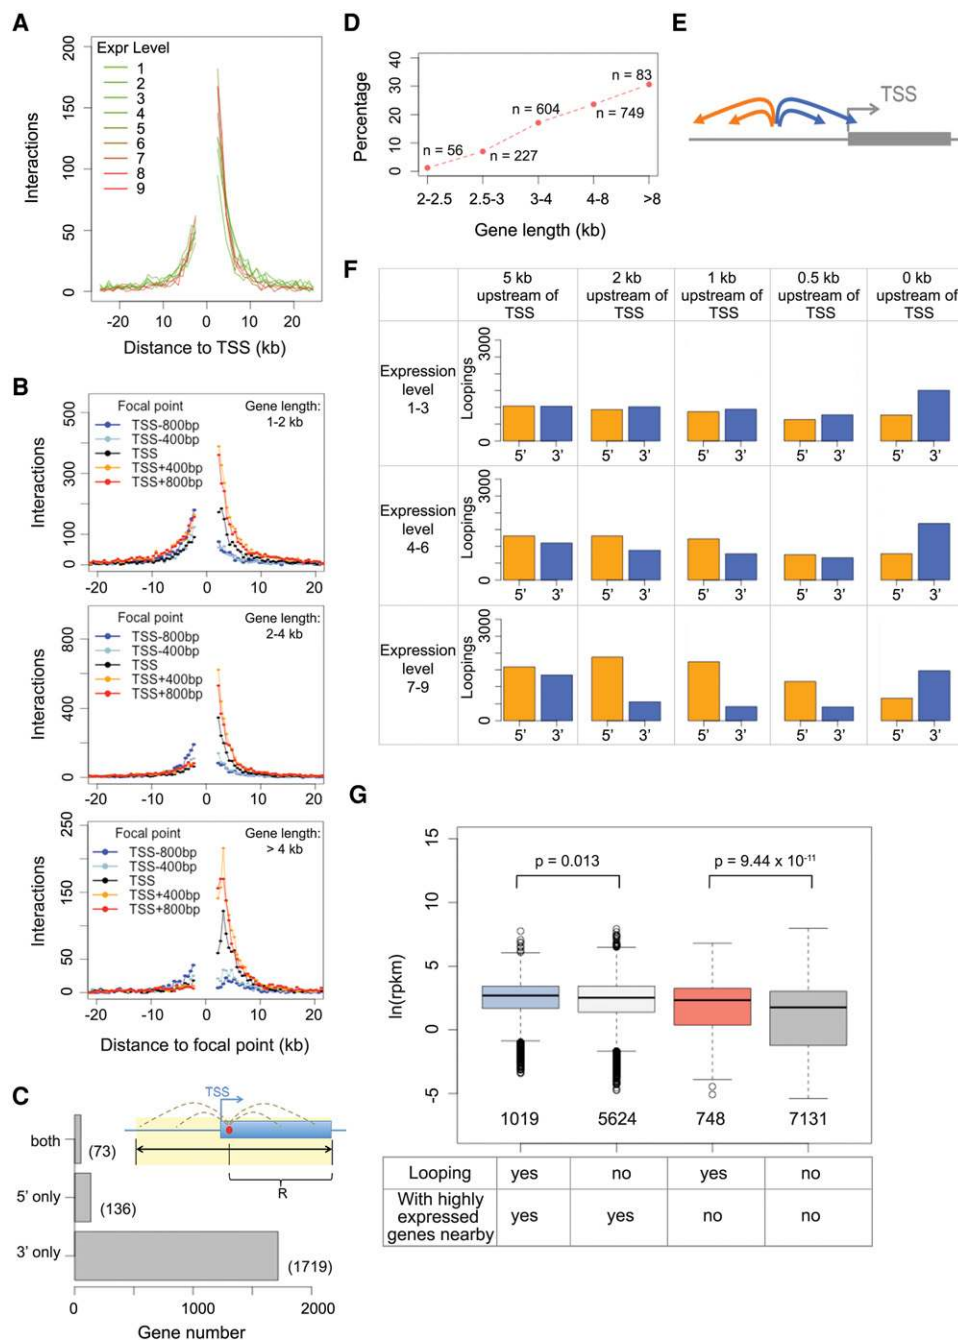 A
Expr Level
1
2
3
4
5
6
7
8
9
Interactions
0
50
100
150
200
-20
-10
0
10
20
Distance to TSS (kb)
B
Focal point
TSS-800bp
TSS-400bp
TSS
TSS+400bp
TSS+800bp
Gene length:
1-2 kb
Interactions
0
100
300
500
-20
-10
0
10
20
Focal point
TSS-800bp
TSS-400bp
TSS
TSS+400bp
TSS+800bp
Gene length:
2-4 kb
Interactions
0
400
800
-20
-10
0
10
20
Focal point
TSS-800bp
TSS-400bp
TSS
TSS+400bp
TSS+800bp
Gene length:
> 4 kb
Interactions
0
50
150
250
-20
-10
0
10
20
Distance to focal point (kb)
C
TSS
R
both
(73)
5' only
(136)
3' only
(1719)
0
1000
2000
Gene number
D
Percentage
0
10
20
30
40
n = 56
n = 227
n = 604
n = 749
n = 83
2-2.5
2.5-3
3-4
4-8
>8
Gene length (kb)
E
TSS
F
5 kb
upstream of
TSS
2 kb
upstream of
TSS
1 kb
upstream of
TSS
0.5 kb
upstream of
TSS
0 kb
upstream of
TSS
Expression
level
1-3
Loopings
0
3000
5' 3' 5' 3' 5' 3' 5' 3' 5' 3'
Expression
level
4-6
Loopings
0
3000
5' 3' 5' 3' 5' 3' 5' 3' 5' 3'
Expression
level
7-9
Loopings
0
3000
5' 3' 5' 3' 5' 3' 5' 3' 5' 3'
G
ln(rpkm)
15
10
5
0
-5
p = 0.013
p = 9.44 x 10⁻¹¹
1019 5624 748 7131
Looping yes no yes no
With highly
expressed
genes nearby
yes yes no no